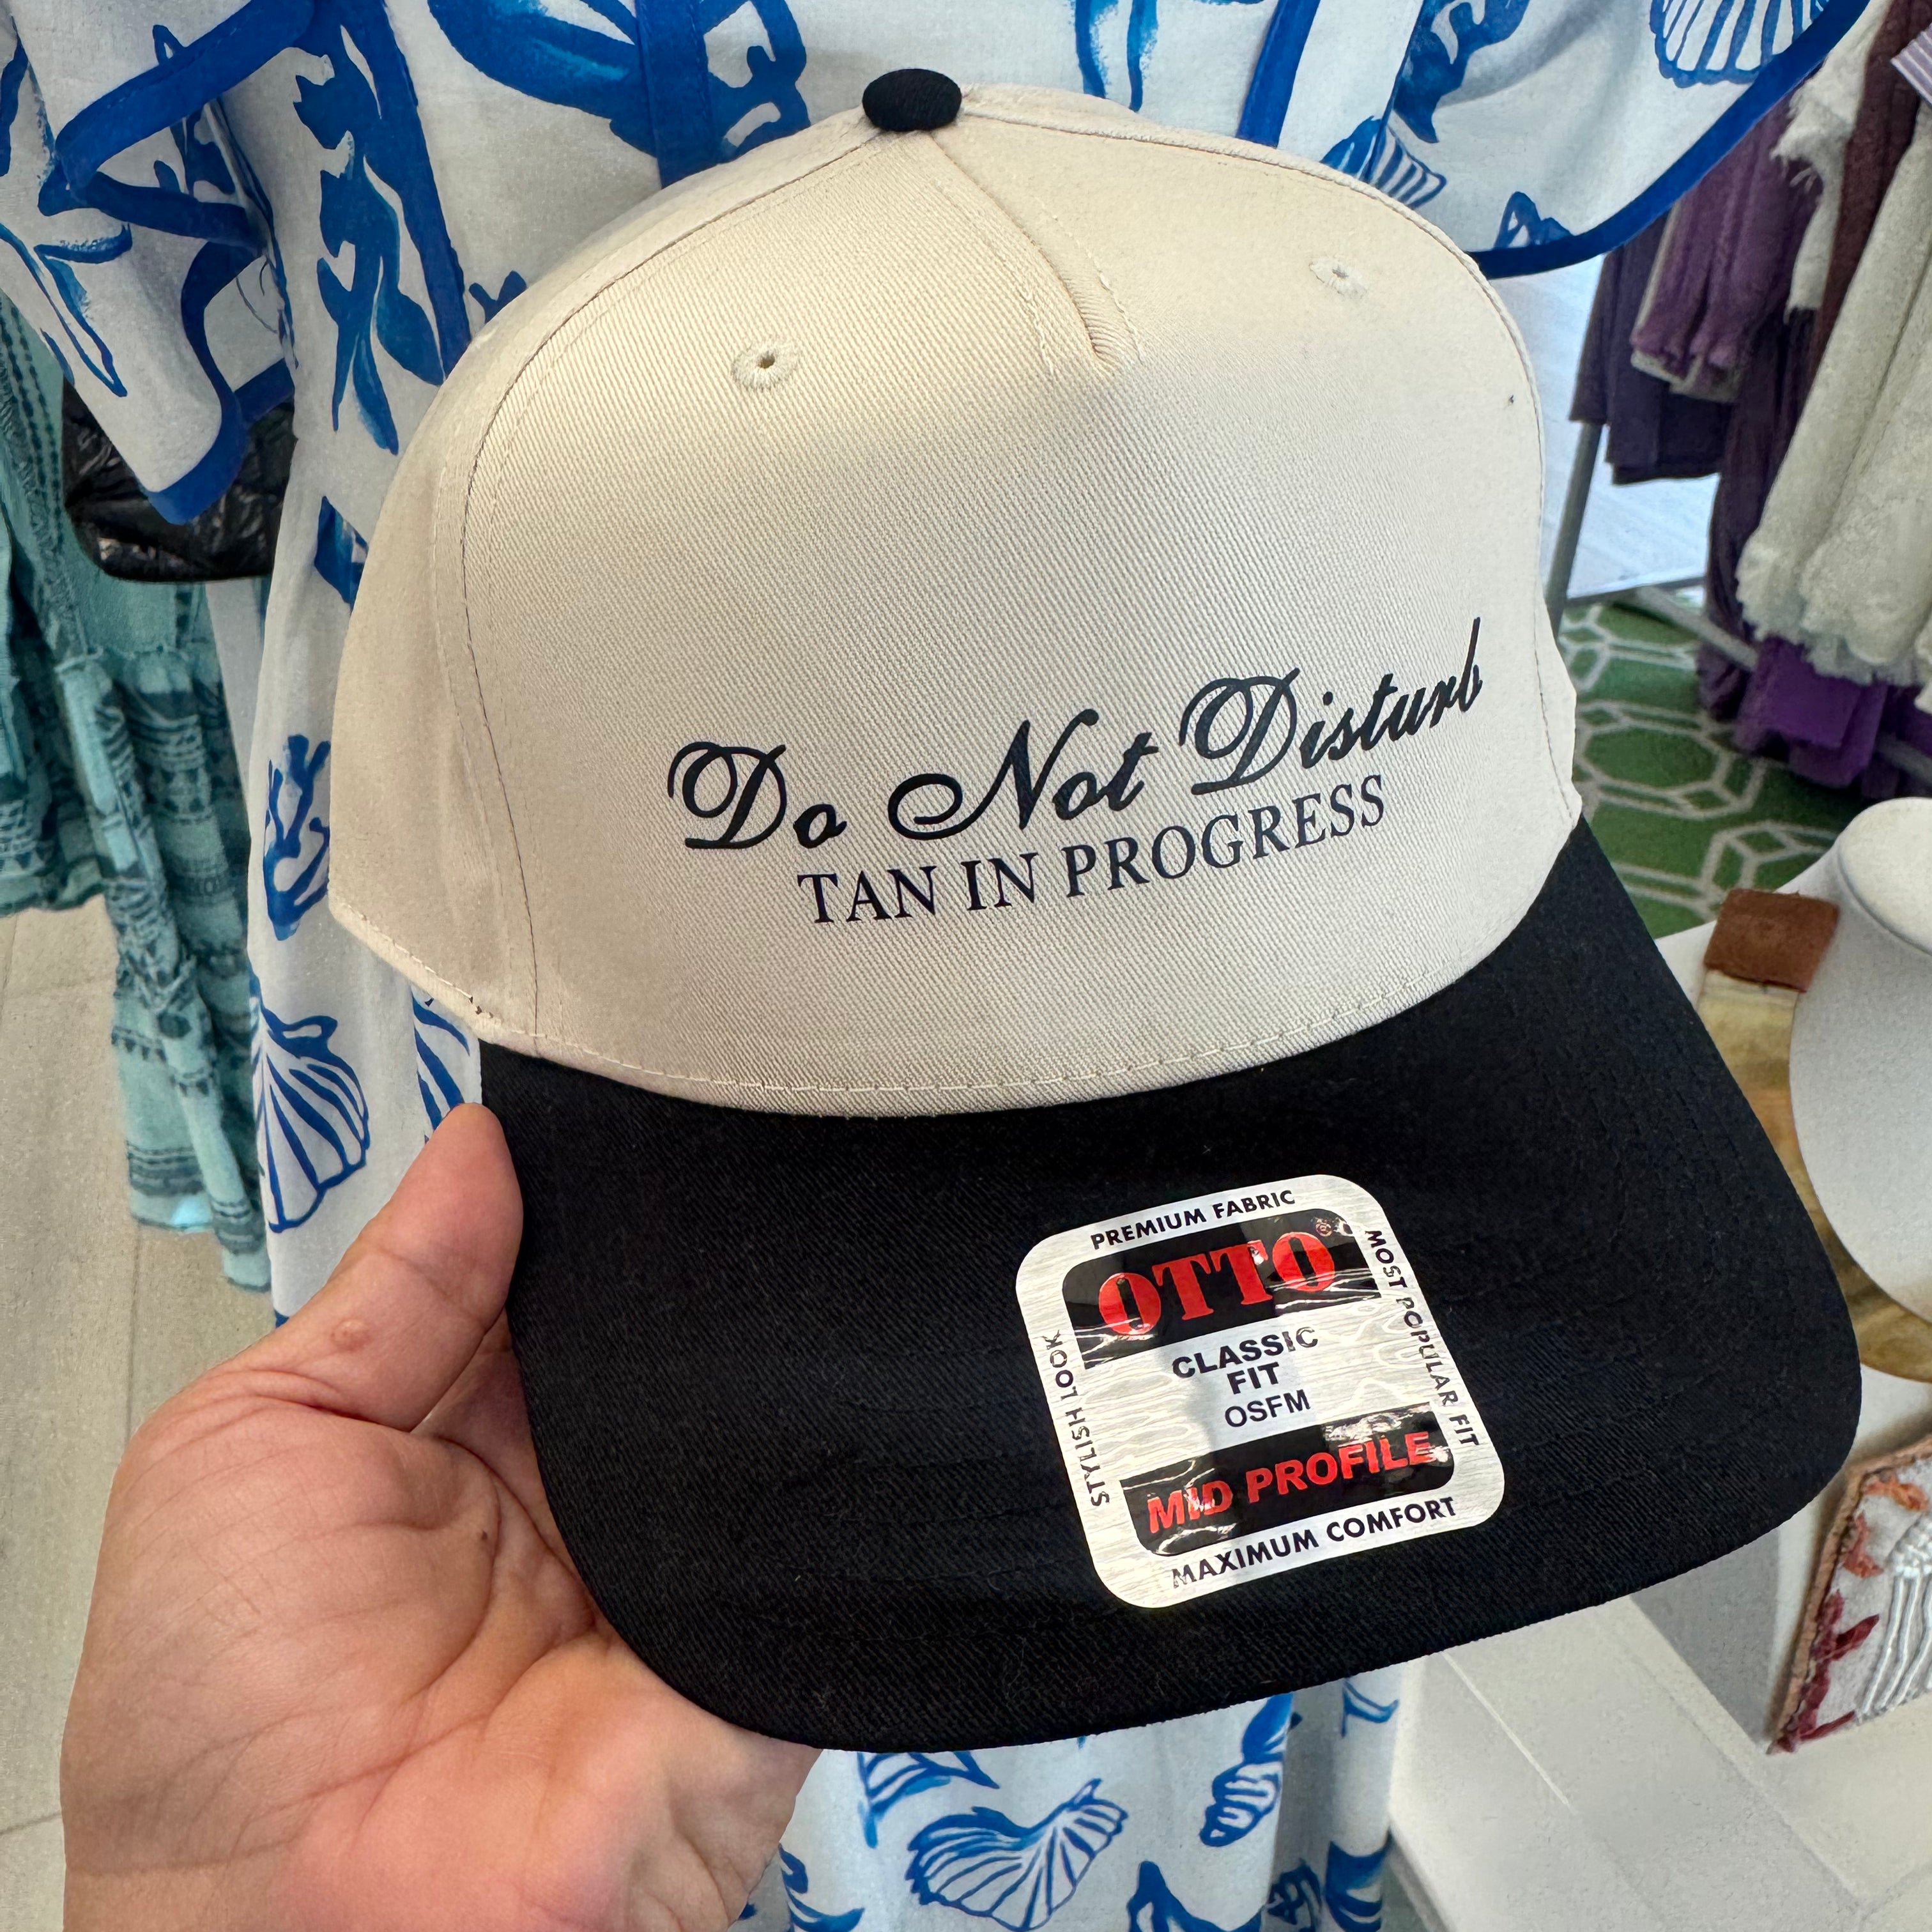 Do Not Disturb
TAN IN PROGRESS
PREMIUM FABRIC
OTTO®
CLASSIC
FIT
OSFM
MID PROFILE
MAXIMUM COMFORT
STYLISH LOOK
MOST POPULAR FIT